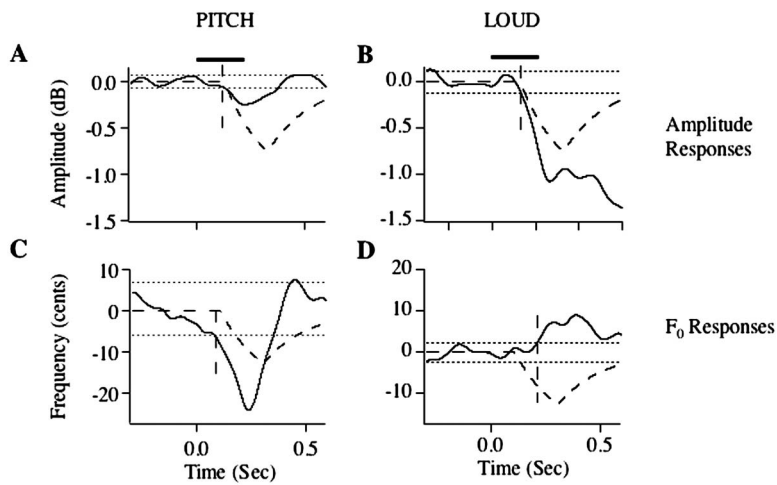 PITCH LOUD
A B
0.0 0.0
-0.5 -0.5
-1.0 -1.0
-1.5 -1.5
Amplitude (dB)
Amplitude
Responses
C D
10 20
0 10
-10 0
-20 -10
Frequency (cents)
F0 Responses
0.0 0.5 0.0 0.5
Time (Sec) Time (Sec)